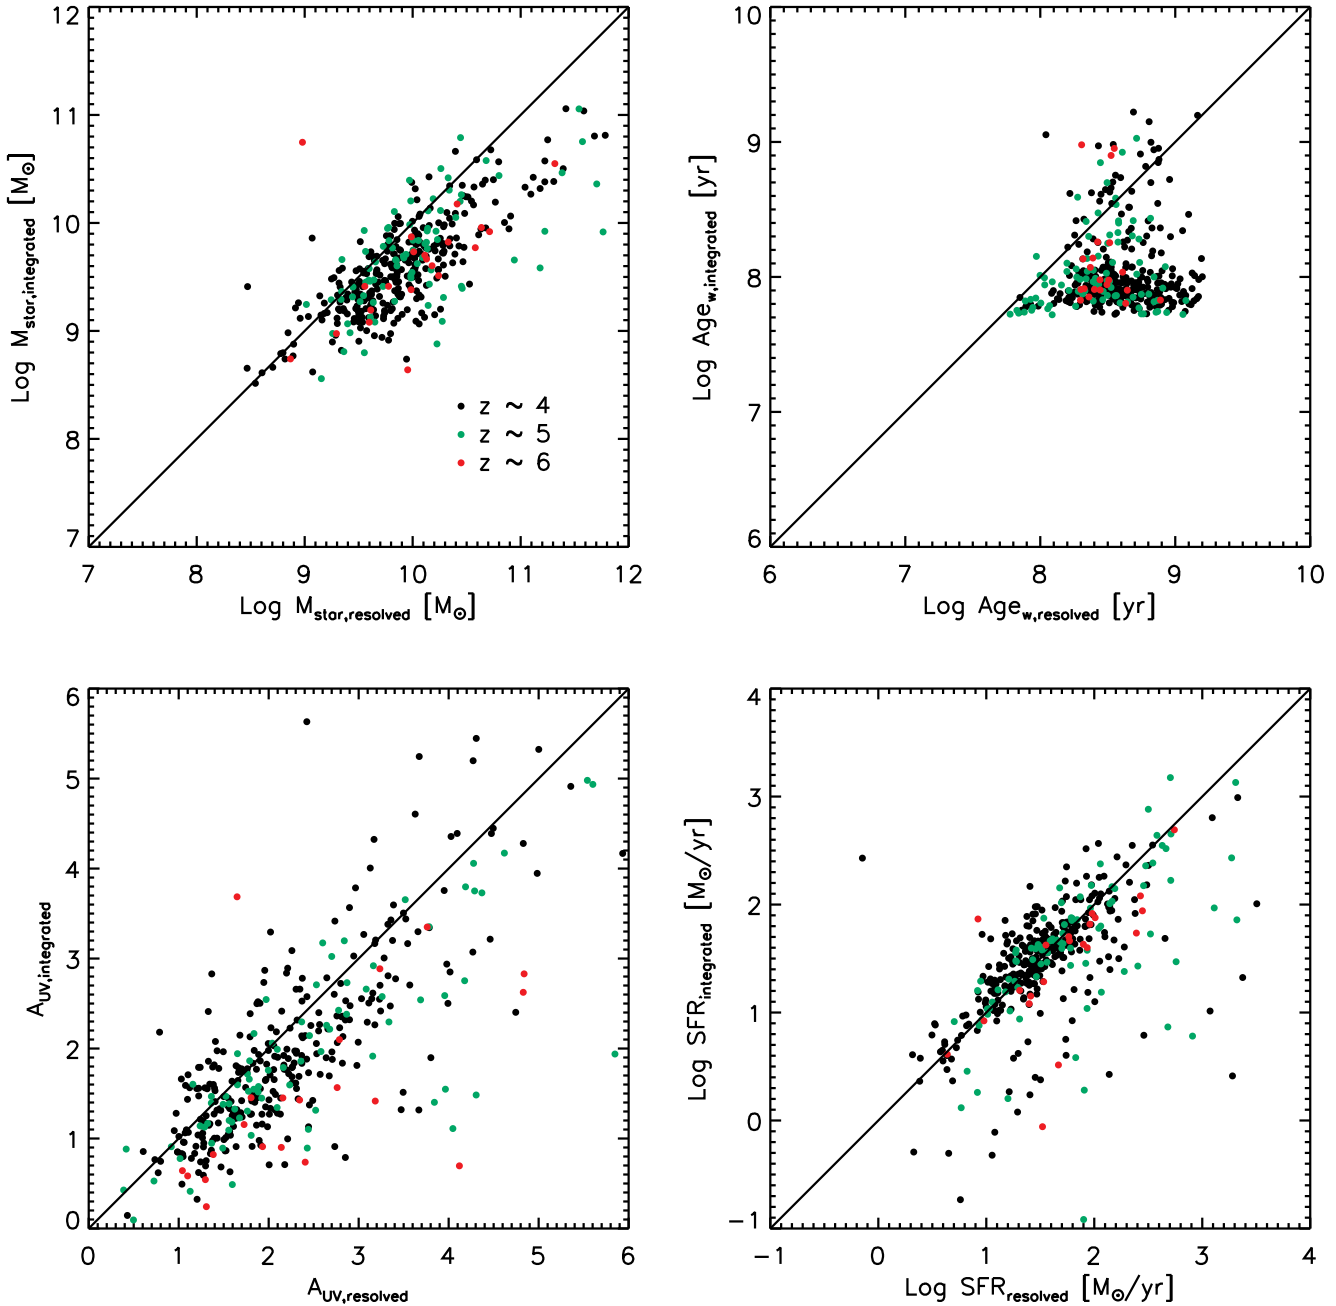 12
11
10
9
8
7
Log M_star,integrated [M⊙]
z ~ 4
z ~ 5
z ~ 6
7 8 9 10 11 12
Log M_star,resolved [M⊙]
10
9
8
7
6
Log Age_w,integrated [yr]
6 7 8 9 10
Log Age_w,resolved [yr]
6
5
4
3
2
1
0
A_UV,integrated
0 1 2 3 4 5 6
A_UV,resolved
4
3
2
1
0
−1
Log SFR_integrated [M⊙/yr]
−1 0 1 2 3 4
Log SFR_resolved [M⊙/yr]